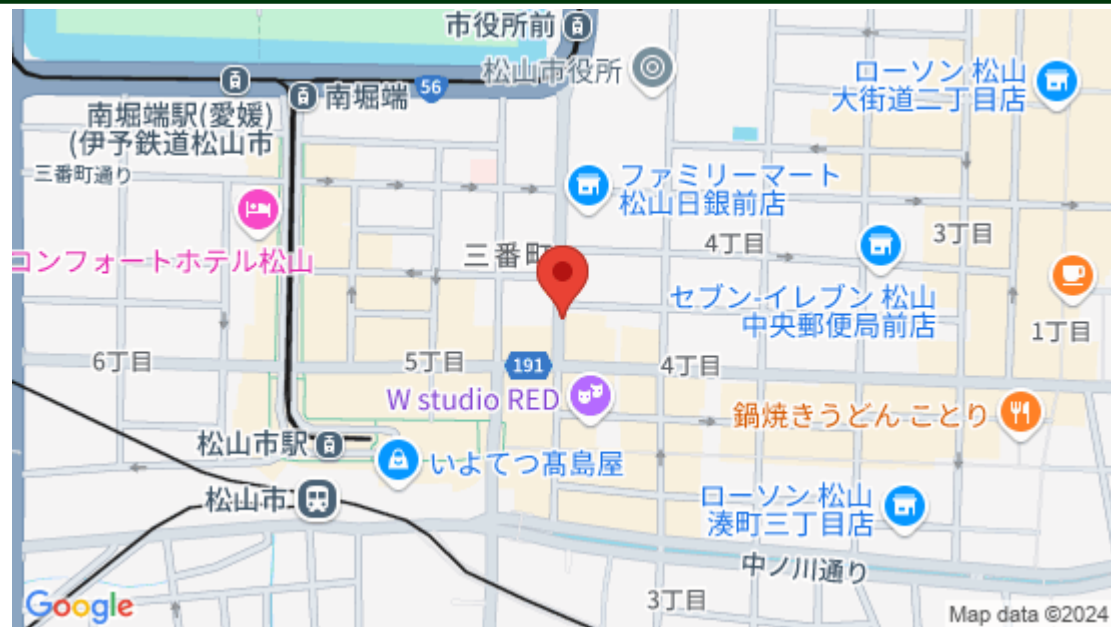 市役所前
松山市役所
ローソン 松山
大街道二丁目店
南堀端
56
南堀端駅(愛媛)
(伊予鉄道松山市
三番町通り
ファミリーマート
松山日銀前店
コンフォートホテル松山
三番町
4丁目
3丁目
セブン-イレブン 松山
中央郵便局前店
1丁目
6丁目
5丁目
191
4丁目
W studio RED
鍋焼きうどん ことり
松山市駅
いよてつ髙島屋
松山市
ローソン 松山
湊町三丁目店
中ノ川通り
3丁目
Google
Map data ©2024